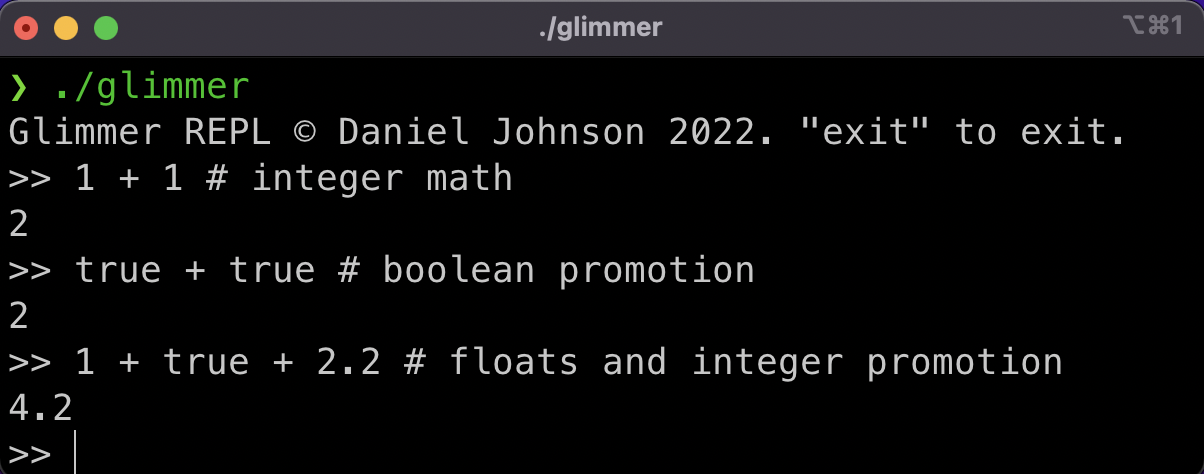 ./glimmer
⌥⌘1
❯ ./glimmer
Glimmer REPL © Daniel Johnson 2022. "exit" to exit.
>> 1 + 1 # integer math
2
>> true + true # boolean promotion
2
>> 1 + true + 2.2 # floats and integer promotion
4.2
>>